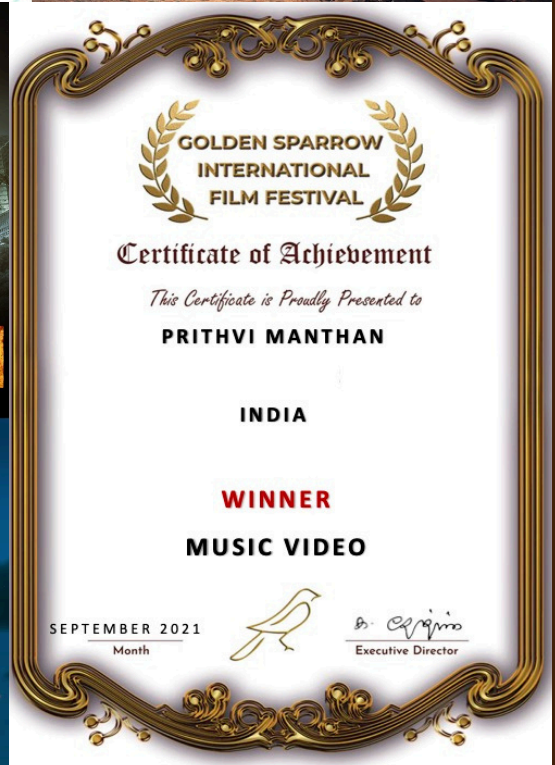 GOLDEN SPARROW
INTERNATIONAL
FILM FESTIVAL
Certificate of Achievement
This Certificate is Proudly Presented to
PRITHVI MANTHAN
INDIA
WINNER
MUSIC VIDEO
SEPTEMBER 2021
Month
Executive Director